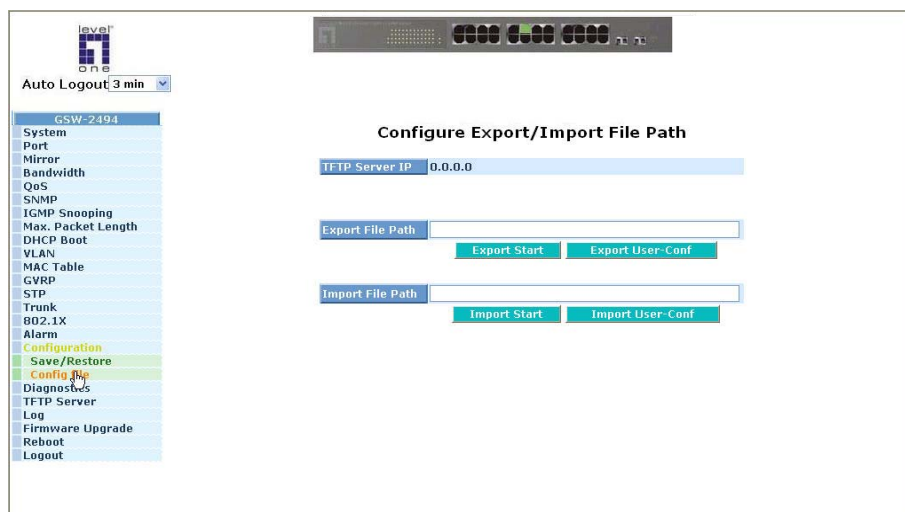 level
one
Auto Logout 3 min
GSW-2494
System
Port
Mirror
Bandwidth
QoS
SNMP
IGMP Snooping
Max. Packet Length
DHCP Boot
VLAN
MAC Table
GVRP
STP
Trunk
802.1X
Alarm
Configuration
Save/Restore
Config file
Diagnostics
TFTP Server
Log
Firmware Upgrade
Reboot
Logout
Configure Export/Import File Path
TFTP Server IP 0.0.0.0
Export File Path
Export Start Export User-Conf
Import File Path
Import Start Import User-Conf